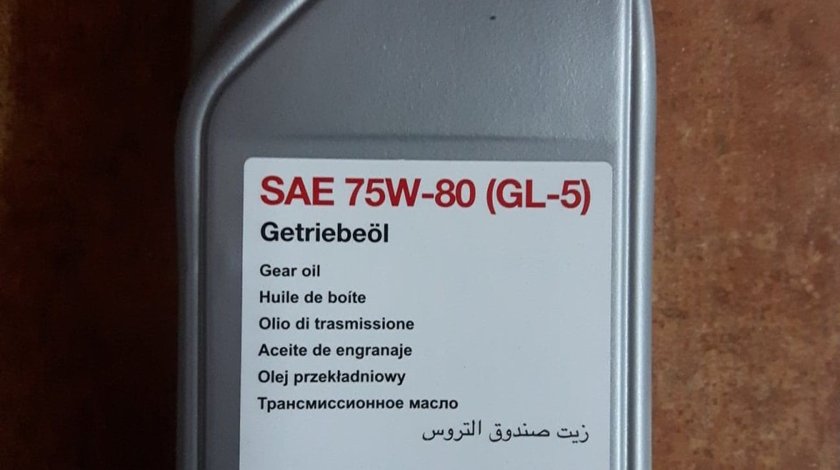 SAE 75W-80 (GL-5)
Getriebeöl
Gear oil
Huile de boíte
Olio di trasmissione
Aceite de engranaje
Olej przekładniowy
Трансмиссионное масло
زيت صندوق التروس